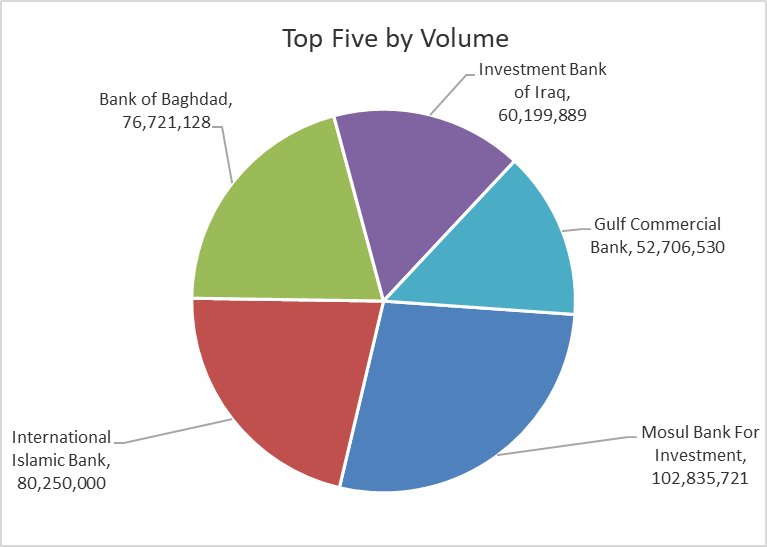 Top Five by Volume
Investment Bank
of Iraq,
60,199,889
Bank of Baghdad,
76,721,128
Gulf Commercial
Bank, 52,706,530
International
Islamic Bank,
80,250,000
Mosul Bank For
Investment,
102,835,721